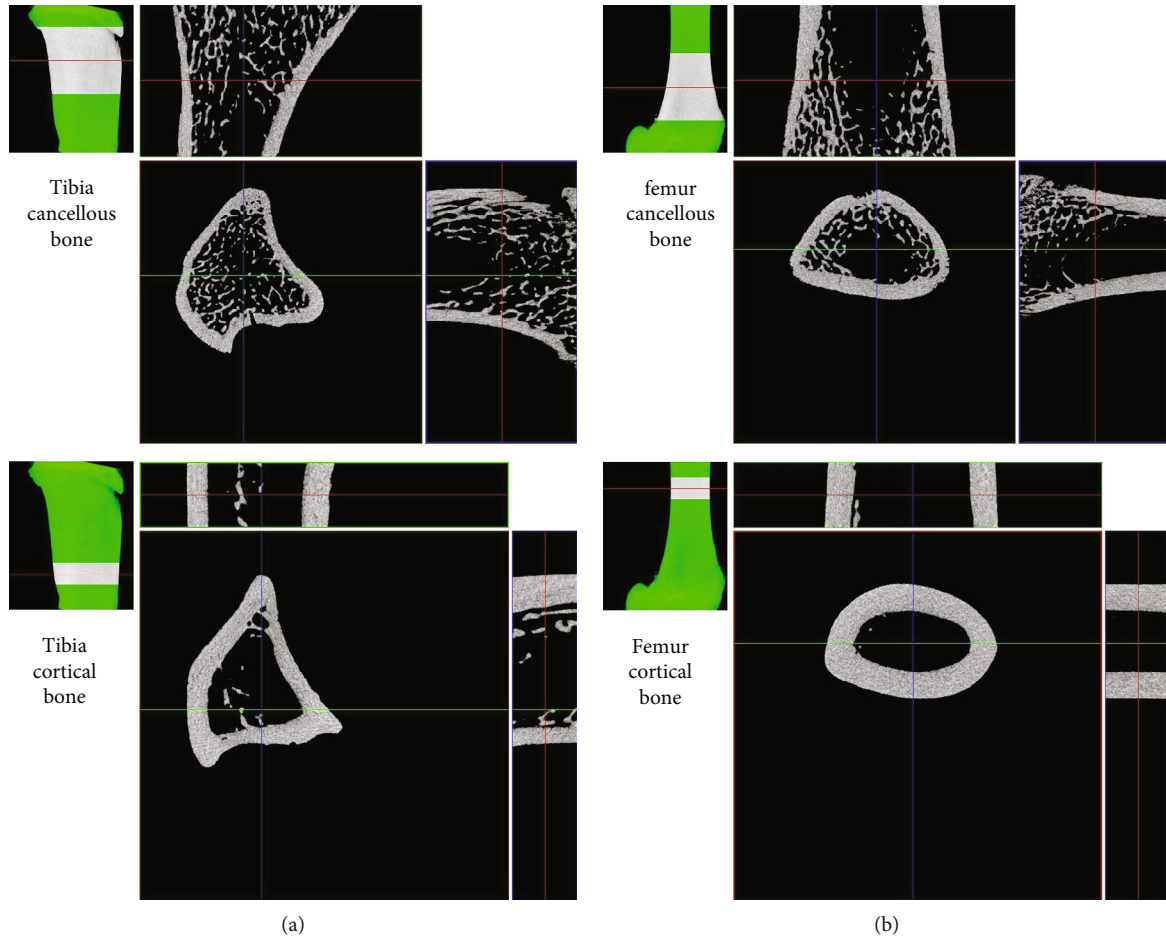 Tibia
cancellous
bone
femur
cancellous
bone
Tibia
cortical
bone
Femur
cortical
bone
(a)
(b)